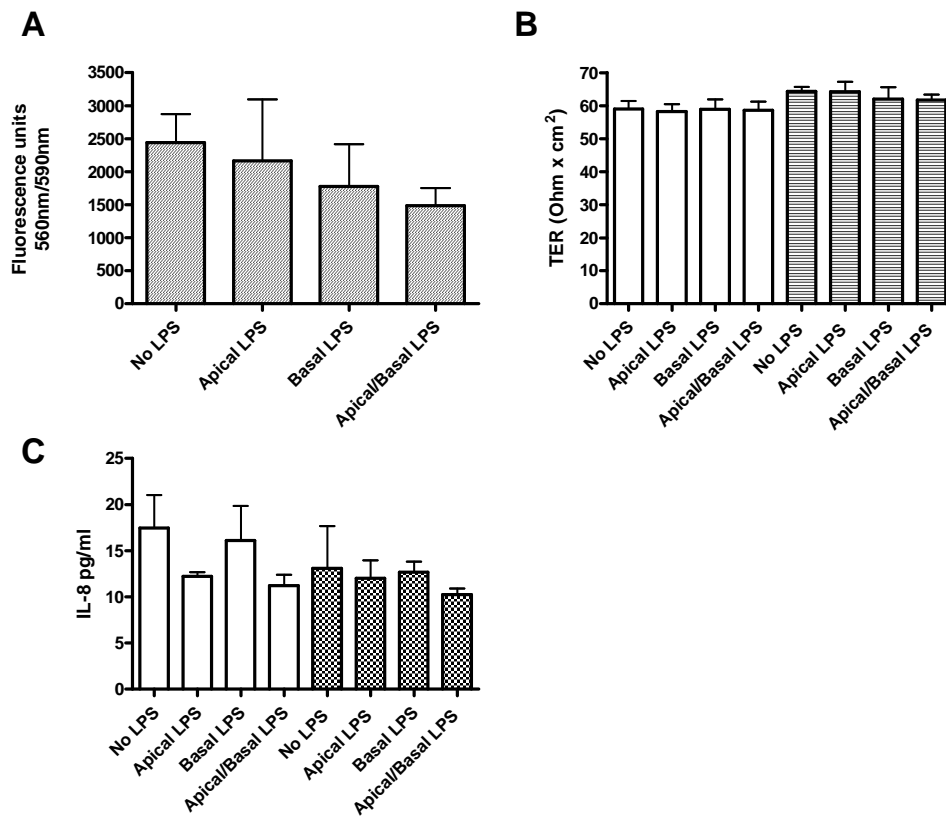 A
Fluorescence units
560nm/590nm
3500
3000
2500
2000
1500
1000
500
0
No LPS
Apical LPS
Basal LPS
Apical/Basal LPS
B
TER (Ohm x cm²)
70
60
50
40
30
20
10
0
No LPS
Apical LPS
Basal LPS
Apical/Basal LPS
No LPS
Apical LPS
Basal LPS
Apical/Basal LPS
C
IL-8 pg/ml
25
20
15
10
5
0
No LPS
Apical LPS
Basal LPS
Apical/Basal LPS
No LPS
Apical LPS
Basal LPS
Apical/Basal LPS